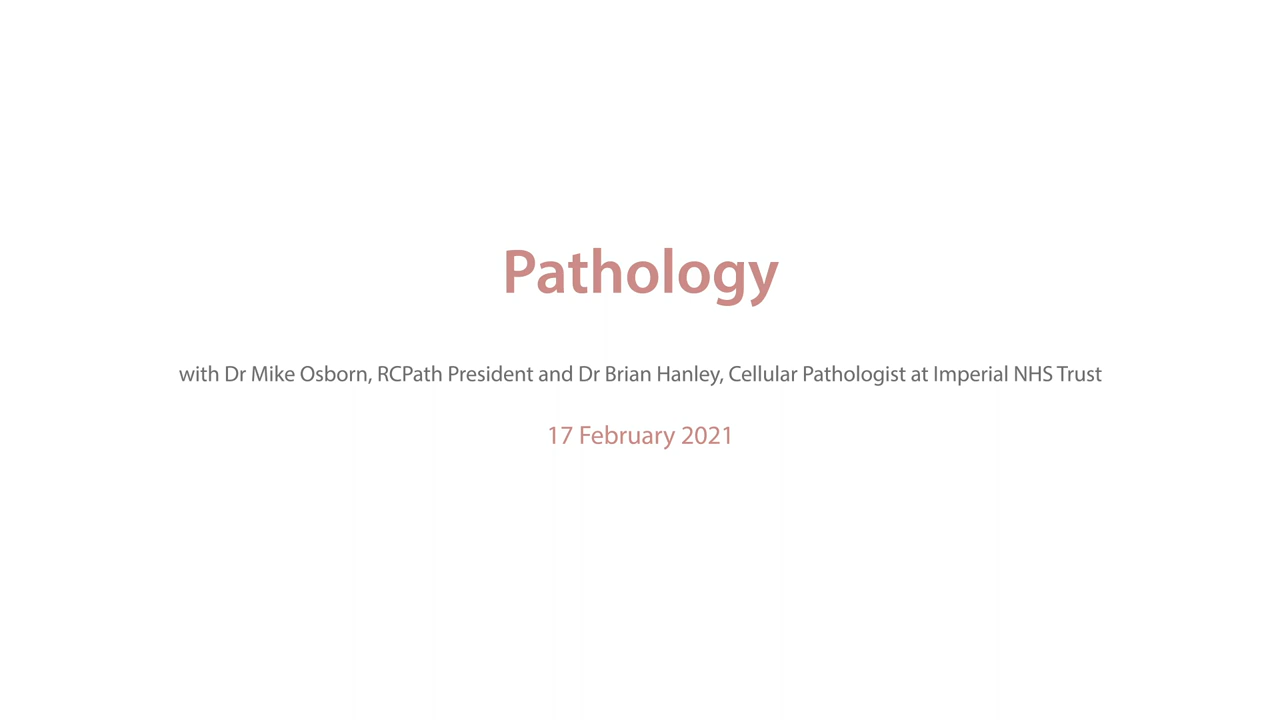 Pathology
with Dr Mike Osborn, RCPath President and Dr Brian Hanley, Cellular Pathologist at Imperial NHS Trust
17 February 2021